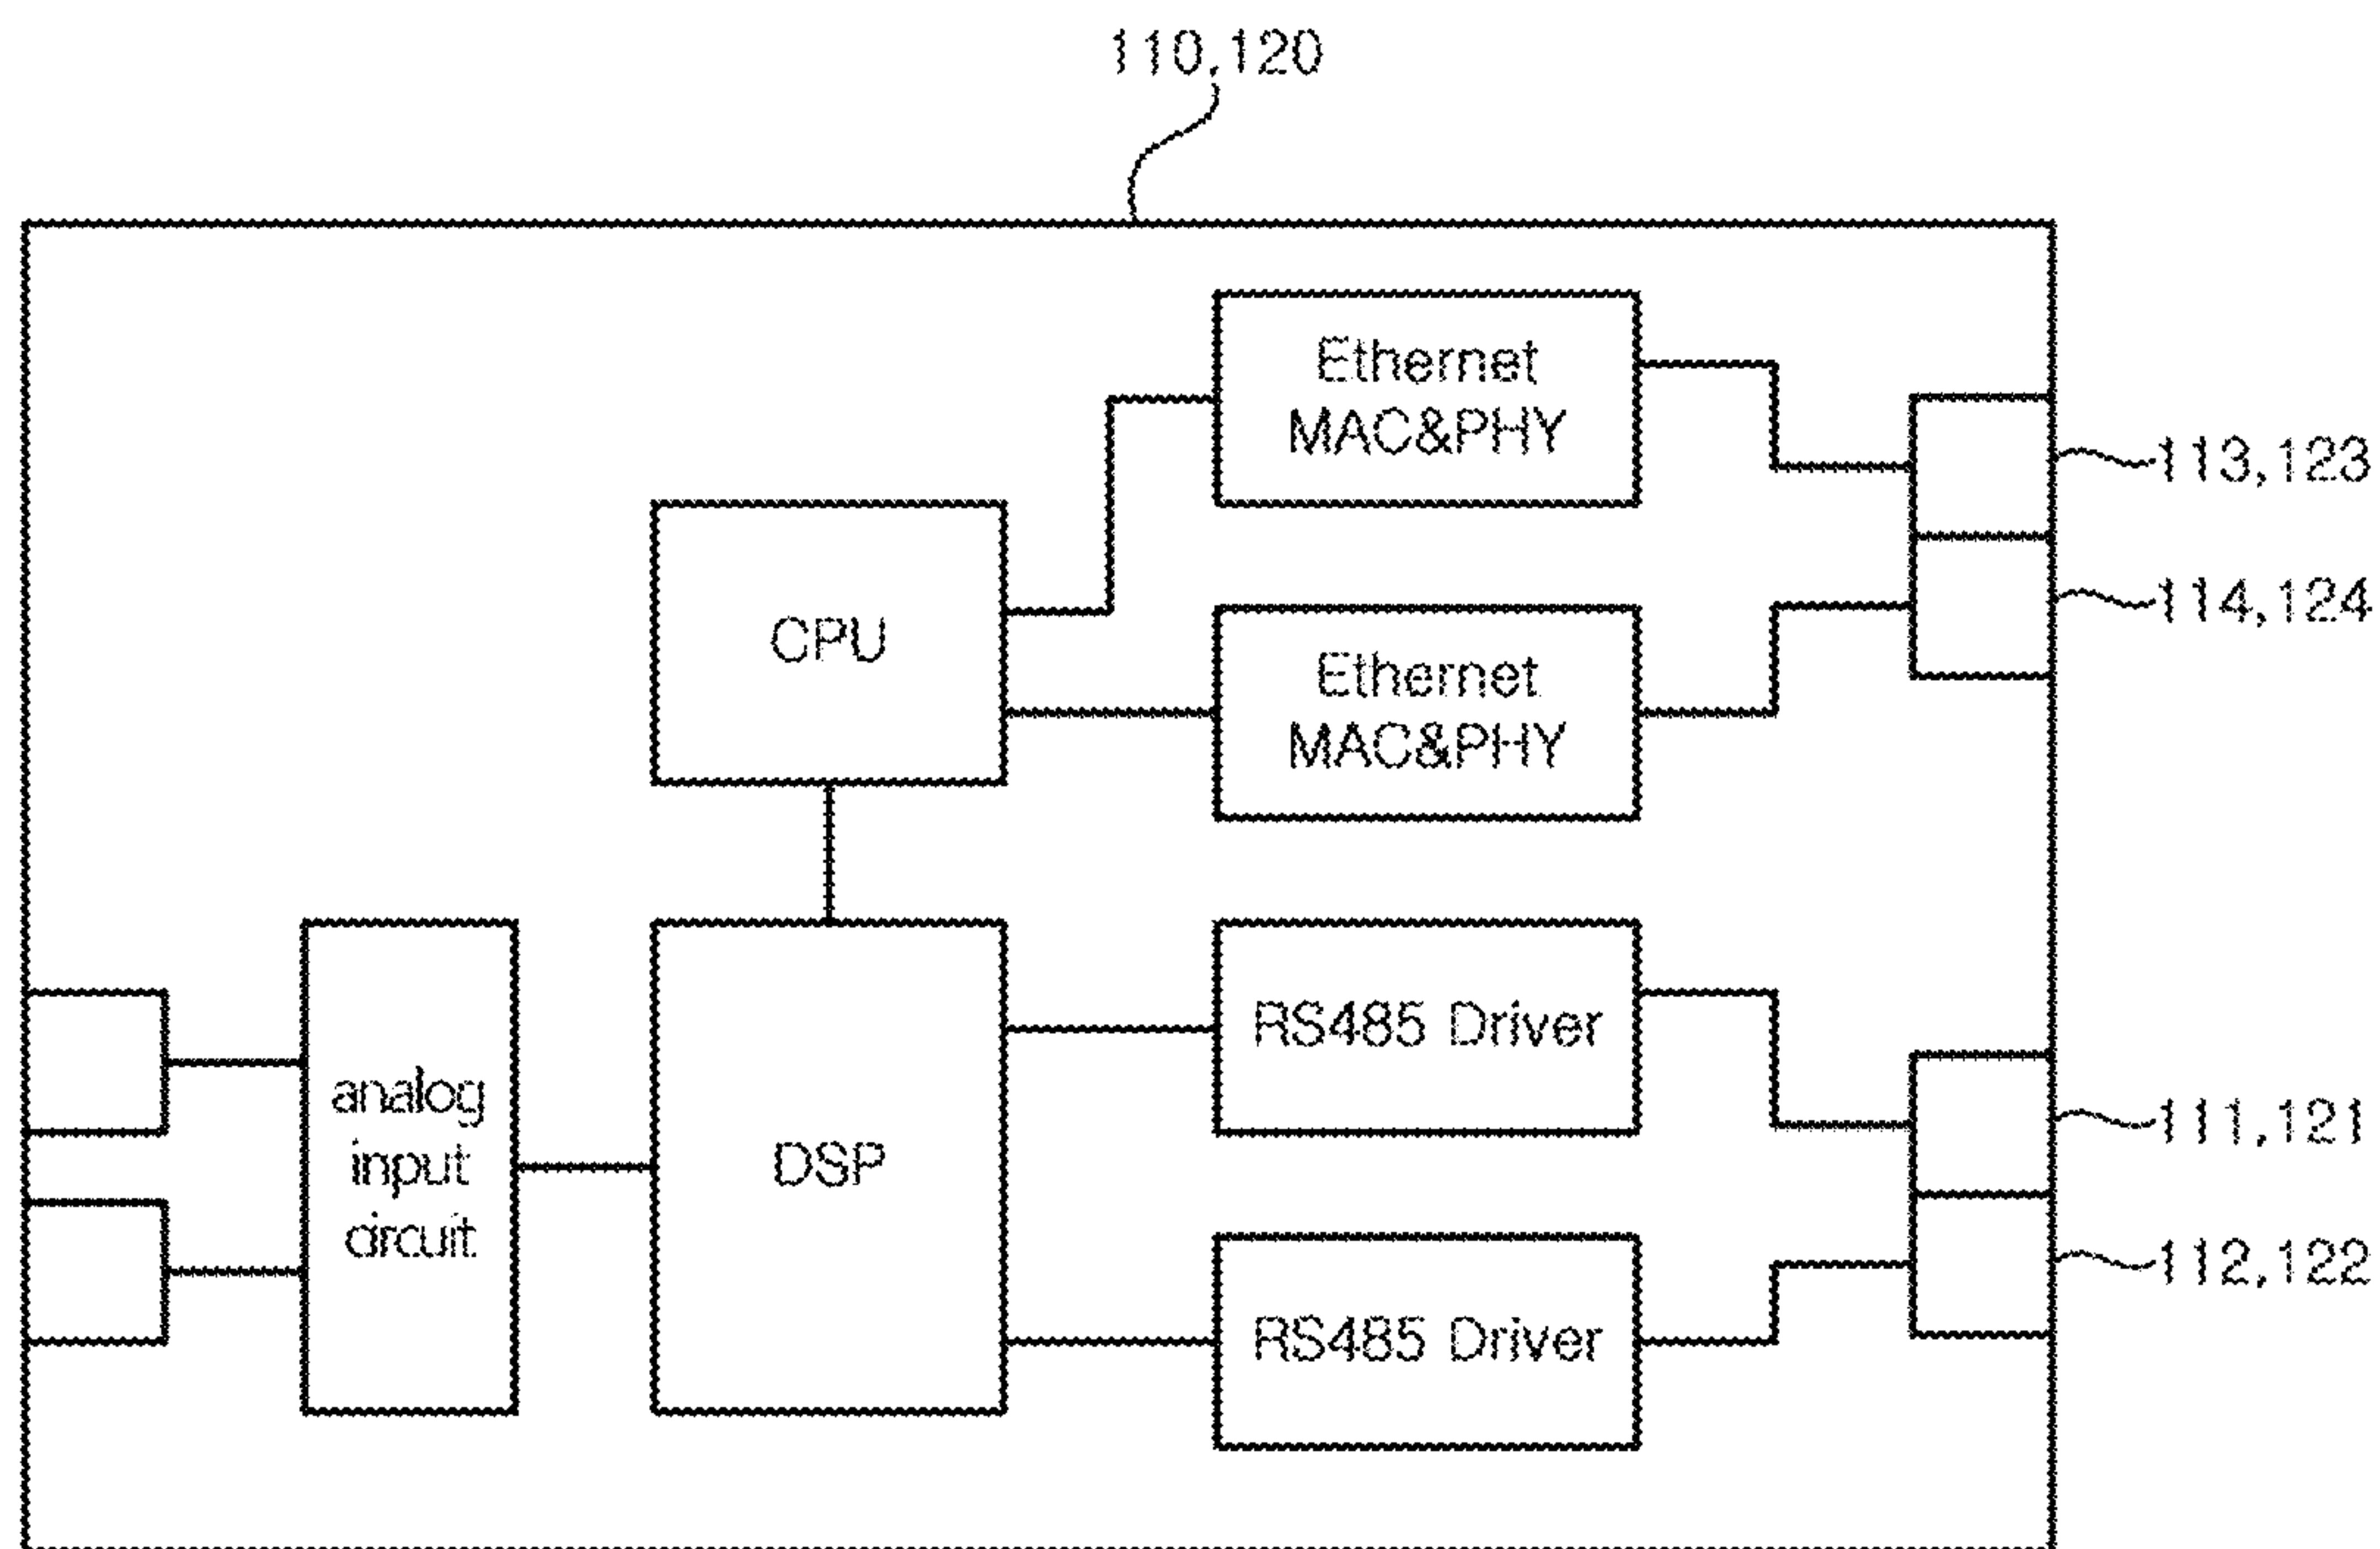 110,120
Ethernet
MAC&PHY
113,123
CPU
114,124
Ethernet
MAC&PHY
analog
input
circuit
DSP
RS485 Driver
111,121
RS485 Driver
112,122